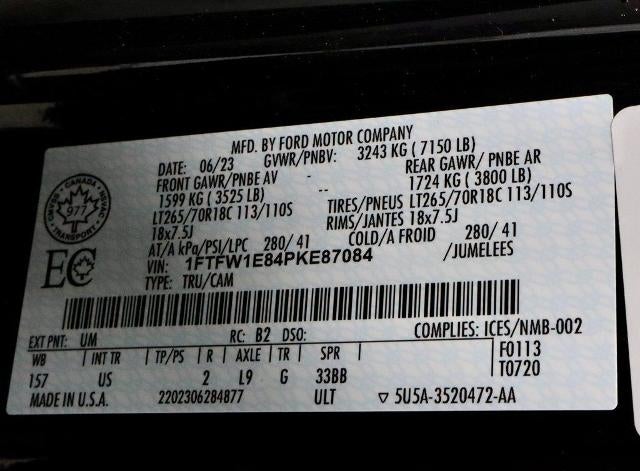 MFD. BY FORD MOTOR COMPANY
DATE: 06/23 GVWR/PNBV: 3243 KG ( 7150 LB)
FRONT GAWR/PNBE AV -- REAR GAWR/ PNBE AR
1599 KG ( 3525 LB) 1724 KG ( 3800 LB)
LT265/70R18C 113/110S TIRES/PNEUS LT265/70R18C 113/110S
18x7.5J RIMS/JANTES 18x7.5J
AT/A kPa/PSI/LPC 280/ 41 COLD/A FROID 280/ 41
VIN: 1FTFW1E84PKE87084 /JUMELEES
TYPE: TRU/CAM
CANADA
977
TRANSPORT
EC
EXT PNT: UM RC: B2 DSO: COMPLIES: ICES/NMB-002
WB INT TR TP/PS R AXLE TR SPR F0113
157 US 2 L9 G 33BB T0720
MADE IN U.S.A. 2202306284877 ULT ▽ 5U5A-3520472-AA